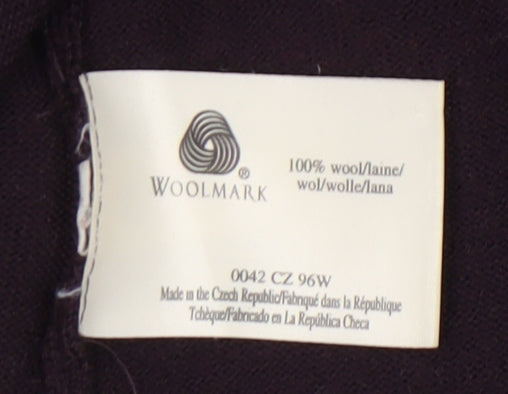 WOOLMARK ®
100% wool/laine/
wol/wolle/lana
0042 CZ 96W
Made in the Czech Republic/Fabriqué dans la République
Tchèque/Fabricado en La República Checa